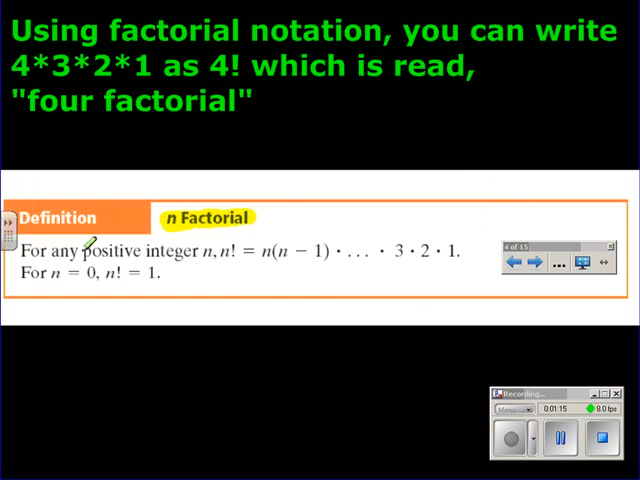 Using factorial notation, you can write
4*3*2*1 as 4! which is read,
"four factorial"
Definition n Factorial
For any positive integer n, n! = n(n − 1) · . . . · 3 · 2 · 1.
For n = 0, n! = 1.
4 of 15
Recording...
Menu 0:01:15 8.0 fps